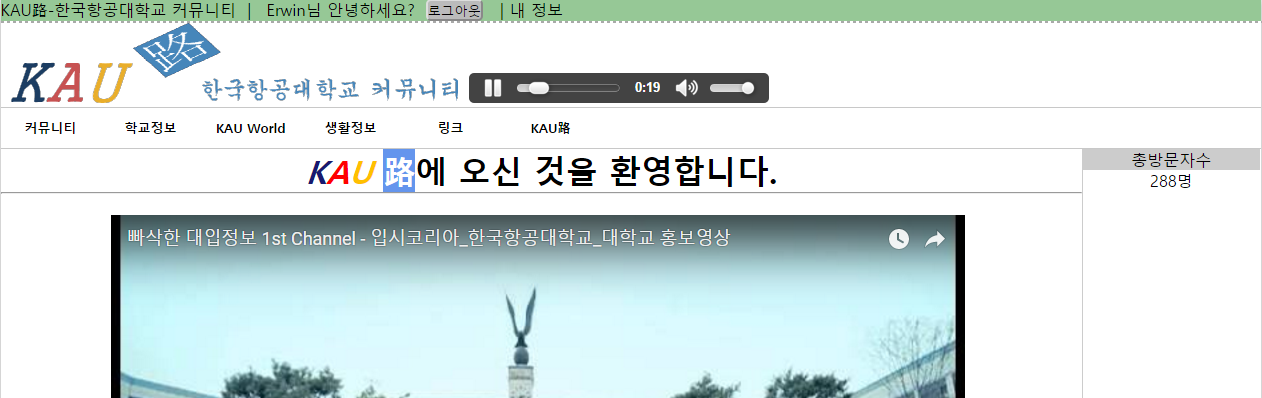 KAU路-한국항공대학교 커뮤니티 | Erwin님 안녕하세요? 로그아웃 | 내 정보
KAU路 한국항공대학교 커뮤니티 0:19
커뮤니티 학교정보 KAU World 생활정보 링크 KAU路
KAU 路에 오신 것을 환영합니다.
총방문자수
288명
빠삭한 대입정보 1st Channel - 입시코리아_한국항공대학교_대학교 홍보영상